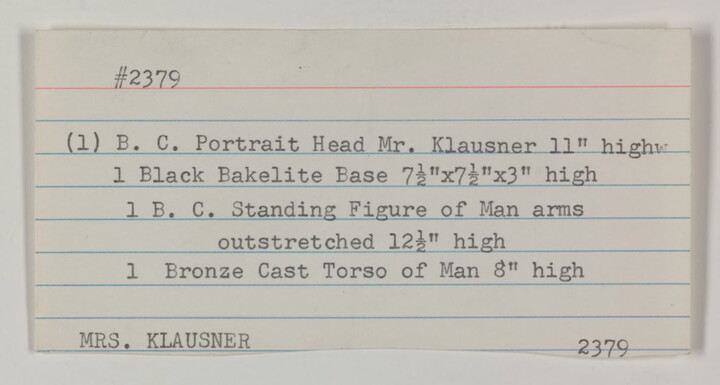 #2379
(1) B. C. Portrait Head Mr. Klausner 11" highw
1 Black Bakelite Base 7½"x7½"x3" high
1 B. C. Standing Figure of Man arms
outstretched 12½" high
1 Bronze Cast Torso of Man 8" high
MRS. KLAUSNER 2379